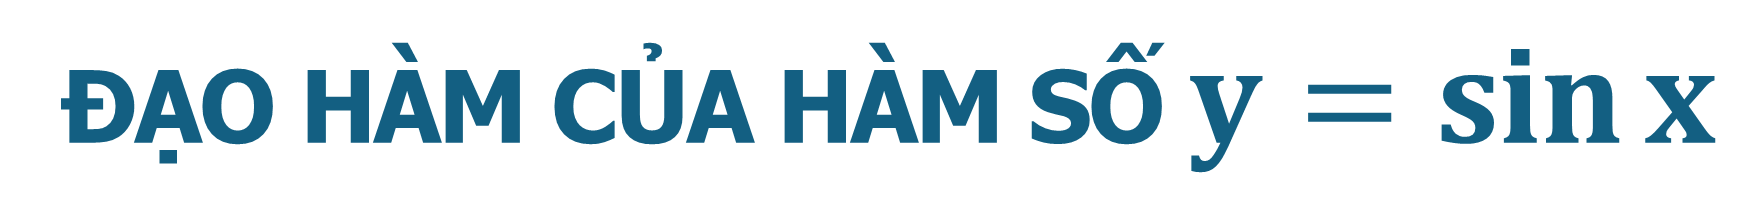 ĐẠO HÀM CỦA HÀM SỐ y = sin x